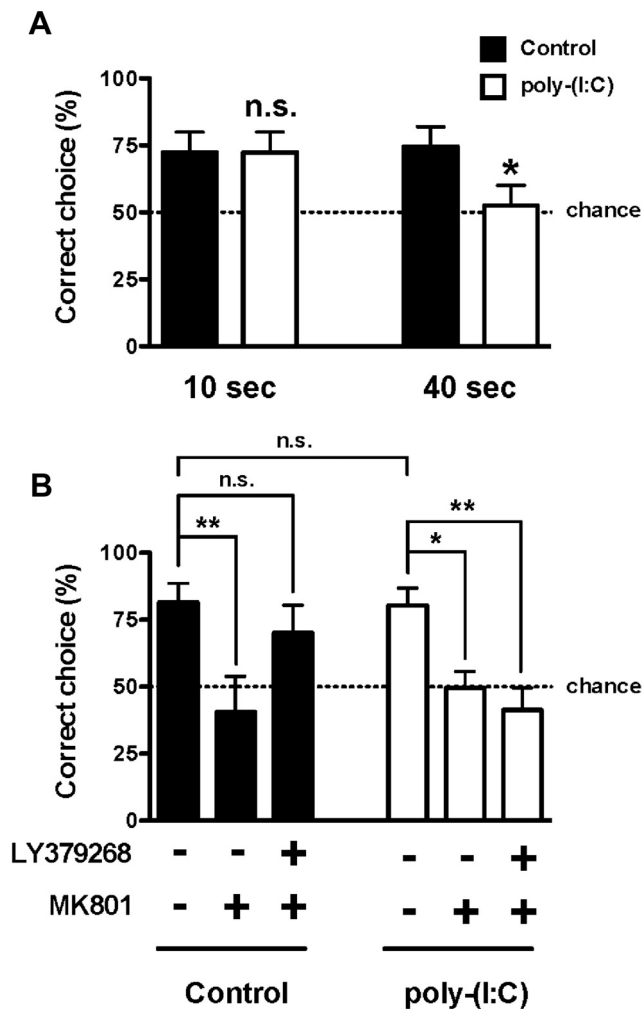 A
Control
poly-(I:C)
Correct choice (%)
100
75
50
25
0
n.s.
*
chance
10 sec
40 sec
B
n.s.
n.s.
**
**
*
Correct choice (%)
100
75
50
25
0
chance
LY379268 - - + - - +
MK801 - + + - + +
Control poly-(I:C)